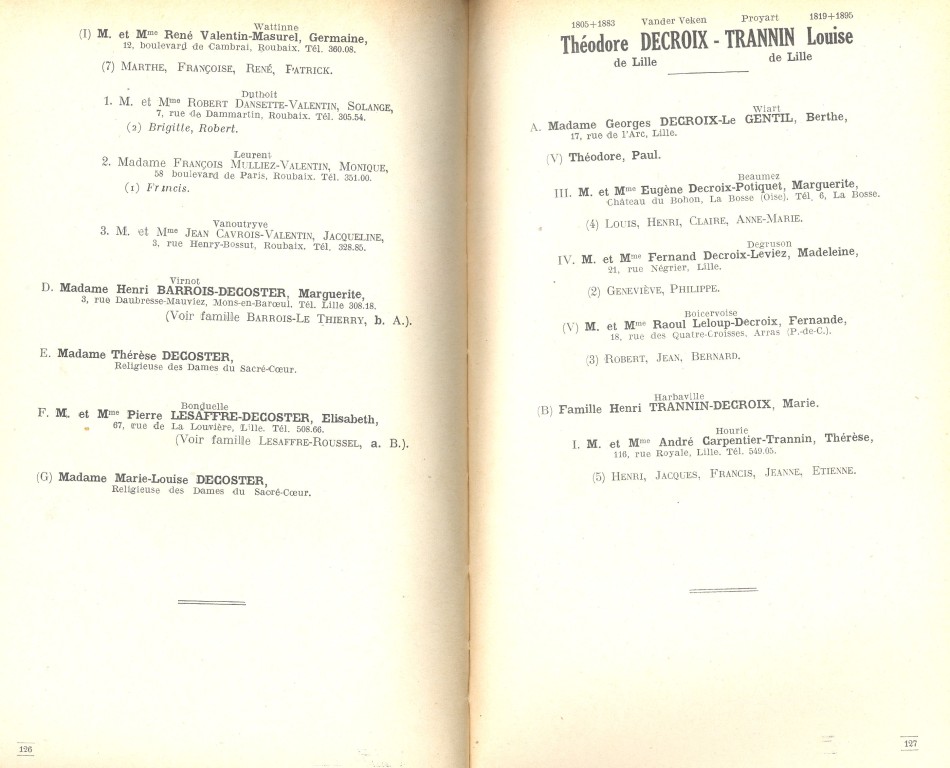 Wattinne
(I) M. et Mme René Valentin-Masurel, Germaine,
12, boulevard de Cambrai, Roubaix. Tél. 360.08.
(7) MARTHE, FRANÇOISE, RENÉ, PATRICK.
Duthoit
1. M. et Mme ROBERT DANSETTE-VALENTIN, SOLANGE,
7, rue de Dammartin, Roubaix. Tél. 305.54.
(2) Brigitte, Robert.
Leurent
2. Madame FRANÇOIS MULLIEZ-VALENTIN, MONIQUE,
58 boulevard de Paris, Roubaix. Tél. 351.00.
(1) Francis.
Vanoutryve
3. M. et Mme JEAN CAVROIS-VALENTIN, JACQUELINE,
3, rue Henry-Bossut, Roubaix. Tél. 328.85.
Virnot
D. Madame Henri BARROIS-DECOSTER, Marguerite,
3, rue Daubresse-Mauviez, Mons-en-Barœul. Tél. Lille 308.18.
(Voir famille BARROIS-LE THIERRY, b. A.).
E. Madame Thérèse DECOSTER,
Religieuse des Dames du Sacré-Cœur.
Bonduelle
F. M. et Mme Pierre LESAFFRE-DECOSTER, Elisabeth,
67, rue de La Louvière, Lille. Tél. 508.66.
(Voir famille LESAFFRE-ROUSSEL, a. B.).
(G) Madame Marie-Louise DECOSTER,
Religieuse des Dames du Sacré-Cœur.
126
1805+1883 Vander Veken Proyart 1819+1895
Théodore DECROIX - TRANNIN Louise
de Lille de Lille
Wiart
A. Madame Georges DECROIX-Le GENTIL, Berthe,
17, rue de l'Arc, Lille.
(V) Théodore, Paul.
Beaumez
III. M. et Mme Eugène Decroix-Potiquet, Marguerite,
Château du Bohon, La Bosse (Oise). Tél. 6, La Bosse.
(4) LOUIS, HENRI, CLAIRE, ANNE-MARIE.
Degruson
IV. M. et Mme Fernand Decroix-Léviez, Madeleine,
21, rue Négrier, Lille.
(2) GENEVIÈVE, PHILIPPE.
Boicervoise
(V) M. et Mme Raoul Leloup-Decroix, Fernande,
18, rue des Quatre-Croisses, Arras (P.-de-C.).
(3) ROBERT, JEAN, BERNARD.
Harbaville
(B) Famille Henri TRANNIN-DECROIX, Marie.
Hourie
I. M. et Mme André Carpentier-Trannin, Thérèse,
116, rue Royale, Lille. Tél. 549.05.
(5) HENRI, JACQUES, FRANCIS, JEANNE, ETIENNE.
127